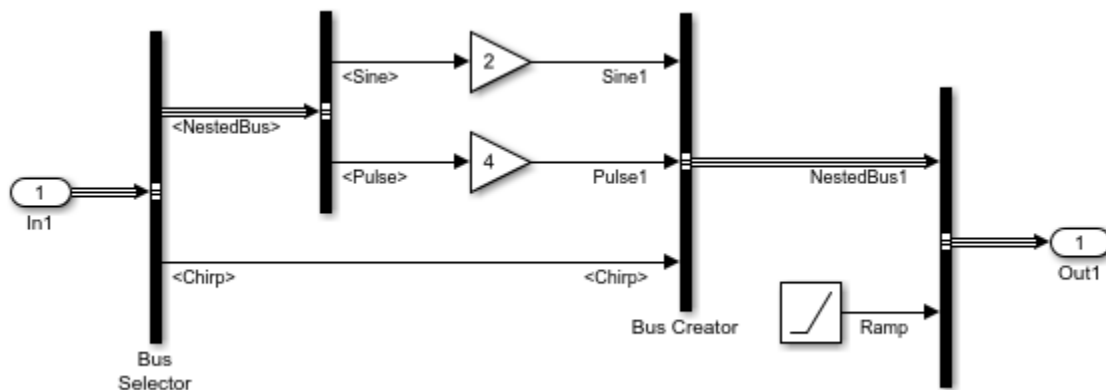 <Sine>
2
Sine1
<NestedBus>
<Pulse>
4
Pulse1
NestedBus1
1
In1
<Chirp>
<Chirp>
1
Out1
Bus Creator
Ramp
Bus
Selector